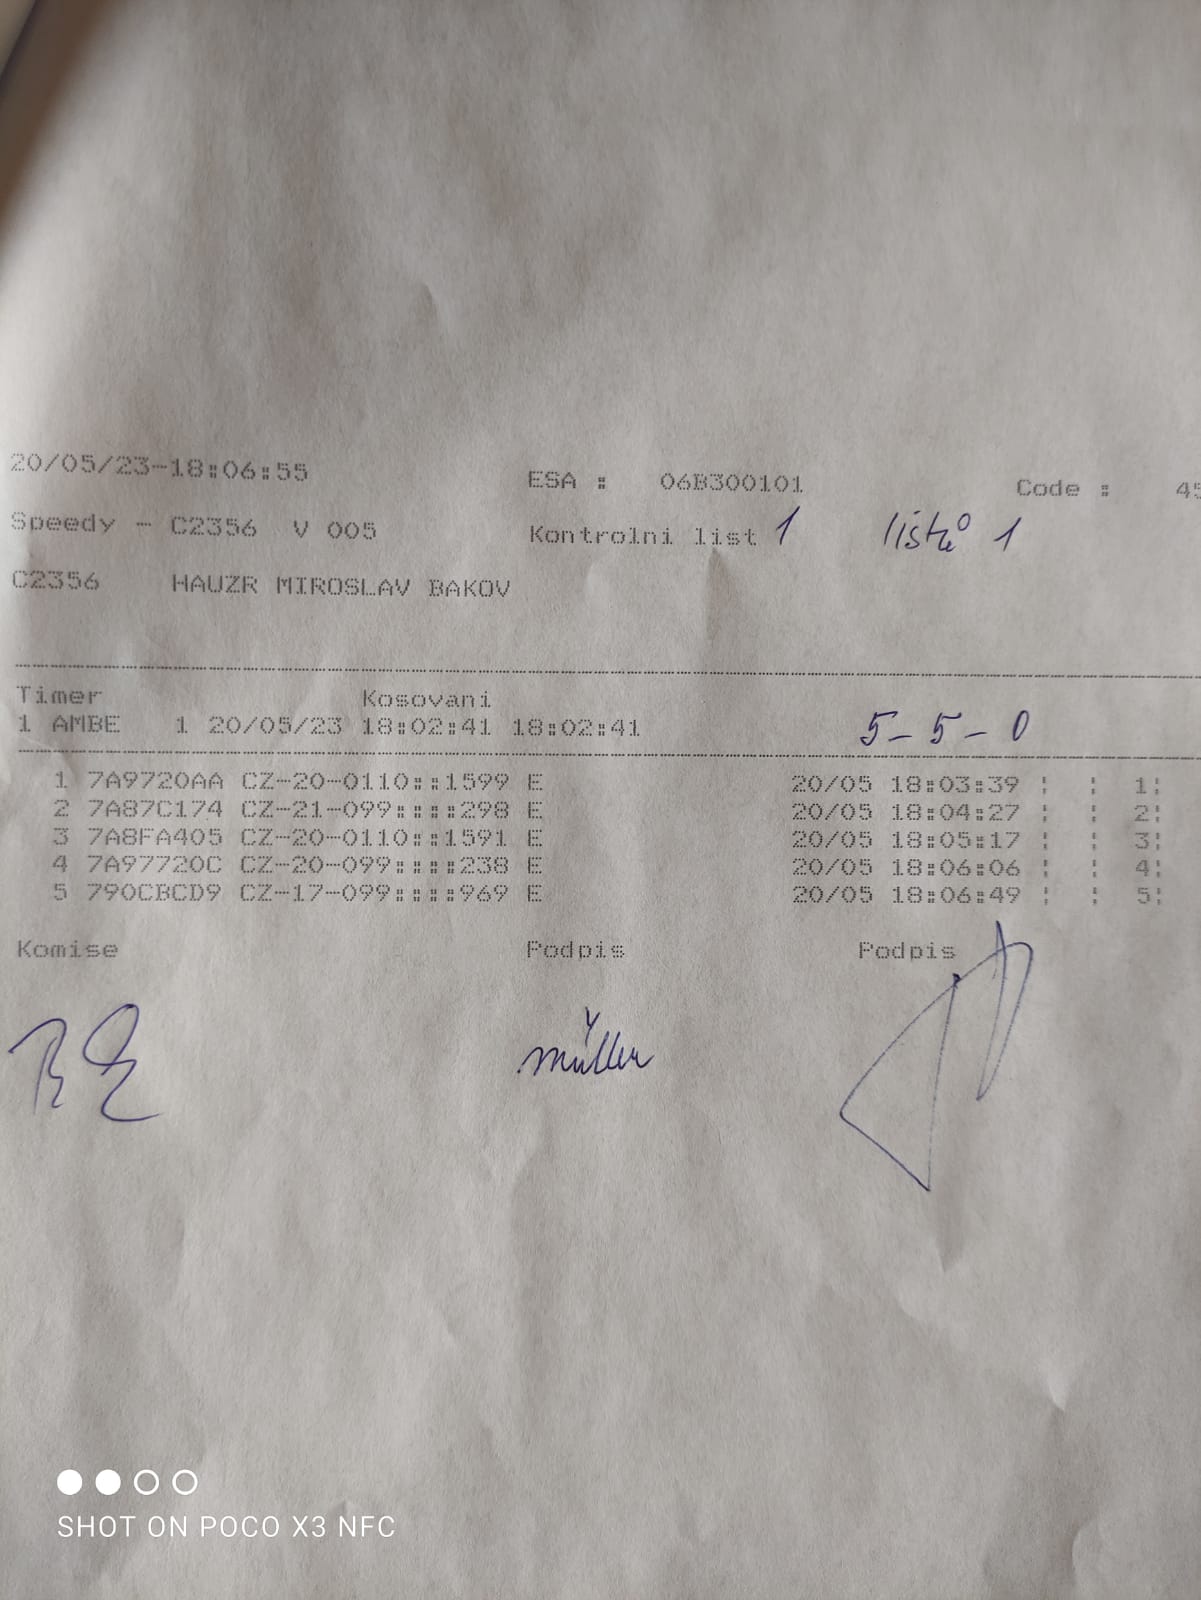 20/05/23-18:06:55 ESA : 06B300101 Code : 45
Speedy - C2356 V 005 Kontrolni list 1 listů 1
C2356 HAUZR MIROSLAV BAKOV
Timer Kosovani
1 AMBE 1 20/05/23 18:02:41 18:02:41 5-5-0
1 7A9720AA CZ-20-0110:::1599 E 20/05 18:03:39 : : 1:
2 7A87C174 CZ-21-099::::298 E 20/05 18:04:27 : : 2:
3 7A8FA405 CZ-20-0110:::1591 E 20/05 18:05:17 : : 3:
4 7A97720C CZ-20-099::::238 E 20/05 18:06:06 : : 4:
5 790CBCD9 CZ-17-099::::969 E 20/05 18:06:49 : : 5:
Komise Podpis Podpis
müller
SHOT ON POCO X3 NFC